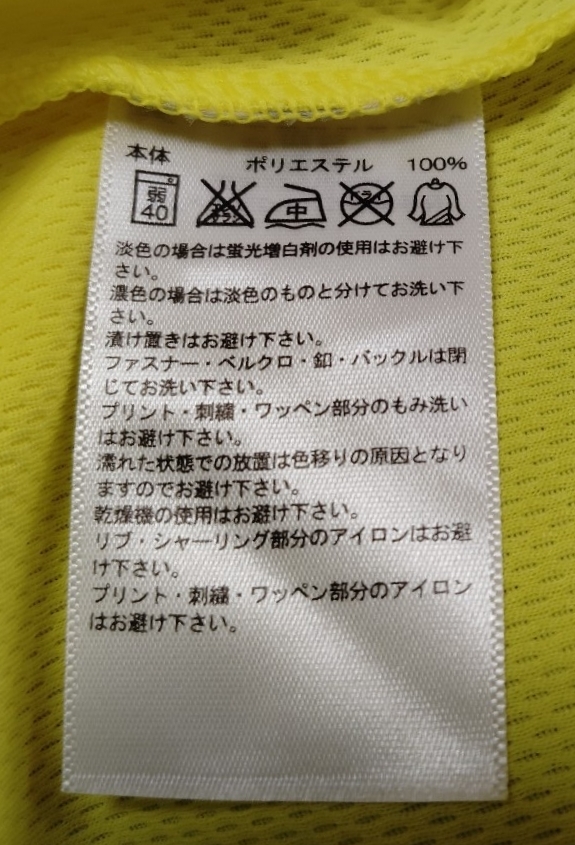 本体
ポリエステル 100%
弱
40
エンソ
サラシ
中
ドライ
淡色の場合は蛍光増白剤の使用はお避け下
さい。
濃色の場合は淡色のものと分けてお洗い下
さい。
漬け置きはお避け下さい。
ファスナー・ベルクロ・釦・バックルは閉
じてお洗い下さい。
プリント・刺繍・ワッペン部分のもみ洗い
はお避け下さい。
濡れた状態での放置は色移りの原因となり
ますのでお避け下さい。
乾燥機の使用はお避け下さい。
リブ・シャーリング部分のアイロンはお避
け下さい。
プリント・刺繍・ワッペン部分のアイロン
はお避け下さい。